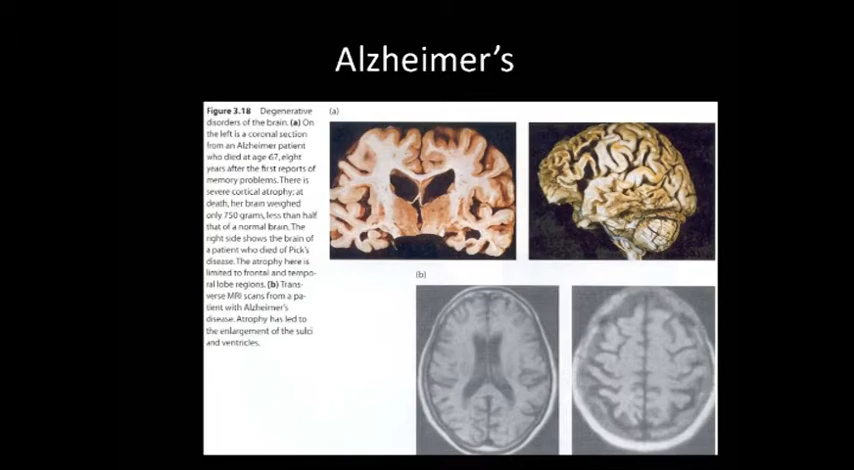 Alzheimer's
Figure 3.18 Degenerative
disorders of the brain. (a) On
the left is a coronal section
from an Alzheimer patient
who died at age 67, eight
years after the first reports of
memory problems. There is
severe cortical atrophy; at
death, her brain weighed
only 750 grams, less than half
that of a normal brain. The
right side shows the brain of
a patient who died of Pick's
disease. The atrophy here is
limited to frontal and tempo-
ral lobe regions. (b) Trans-
verse MRI scans from a pa-
tient with Alzheimer's
disease. Atrophy has led to
the enlargement of the sulci
and ventricles.
(a)
(b)